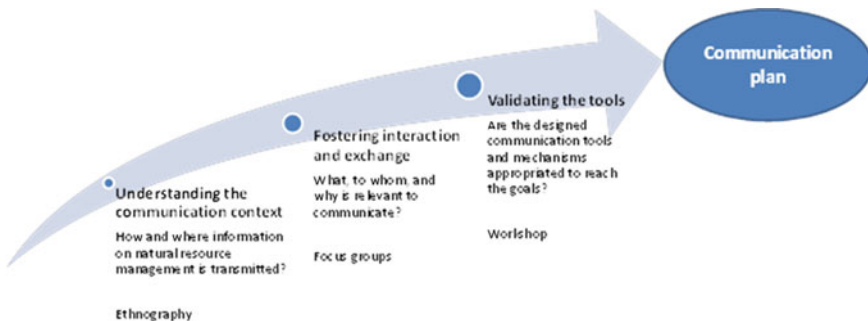 Communication
plan
Validating the tools
Are the designed
communication tools
and mechanisms
appropriated to reach
the goals?
Worlshop
Fostering interaction
and exchange
What, to whom, and
why is relevant to
communicate?
Focus groups
Understanding the
communication context
How and where information
on natural resource
management is transmitted?
Ethnography